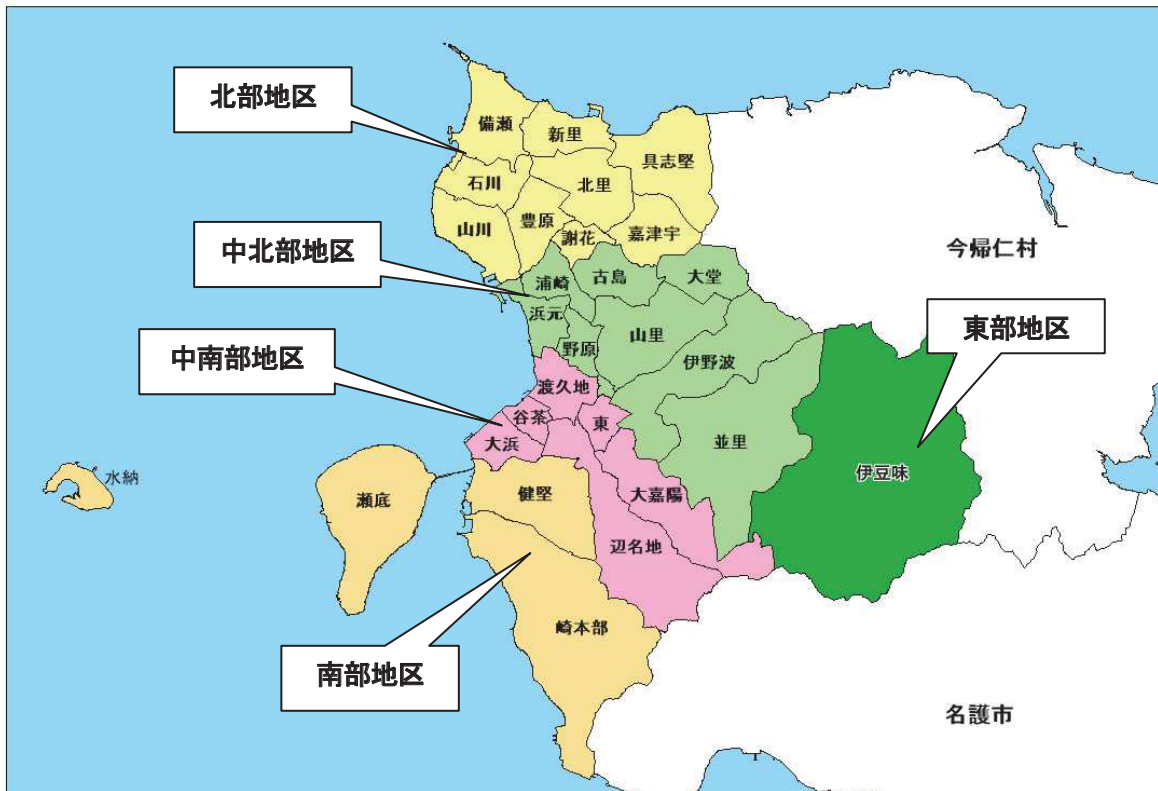 北部地区
備瀬
新里
具志堅
石川
北里
山川
豊原
謝花
嘉津宇
今帰仁村
中北部地区
浦崎
古島
大堂
浜元
山里
野原
伊野波
東部地区
中南部地区
渡久地
谷茶
東
大浜
並里
伊豆味
水納
瀬底
健堅
大嘉陽
辺名地
崎本部
南部地区
名護市